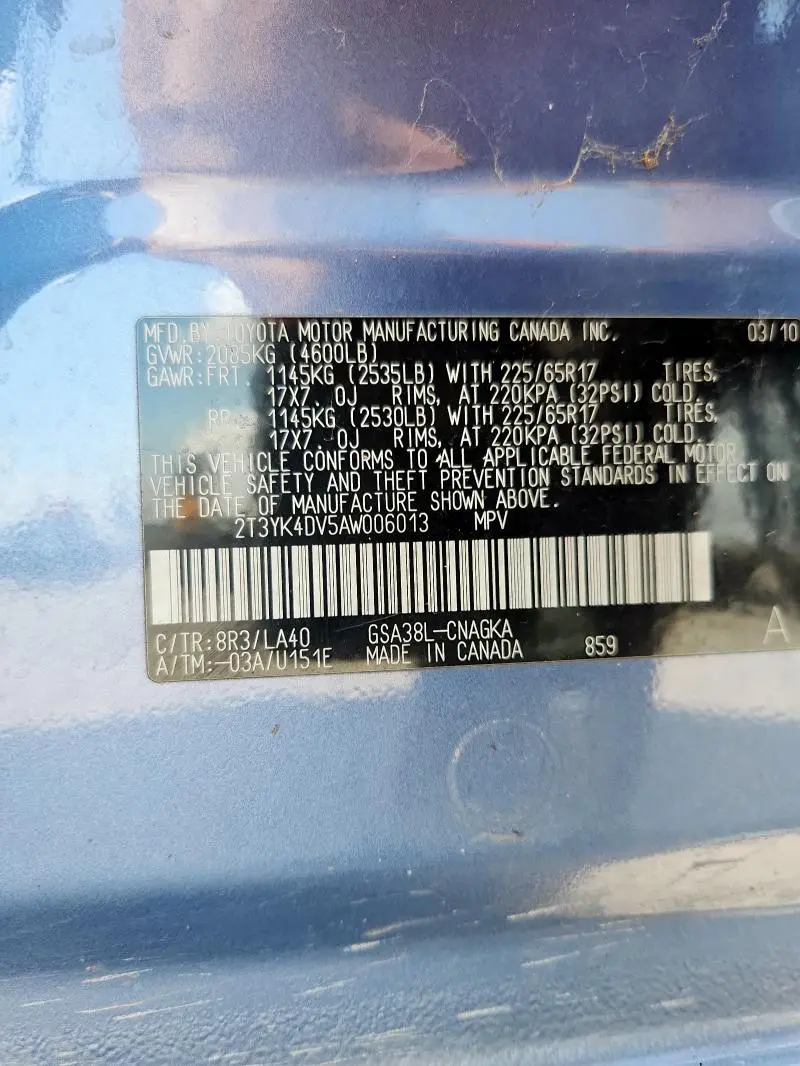 MFD.BY TOYOTA MOTOR MANUFACTURING CANADA INC. 03/10
GVWR:2085KG (4600LB)
GAWR:FRT. 1145KG (2535LB) WITH 225/65R17 TIRES,
17X7.0J RIMS, AT 220KPA (32PSI) COLD.
RR. 1145KG (2530LB) WITH 225/65R17 TIRES,
17X7.0J RIMS, AT 220KPA (32PSI) COLD.
THIS VEHICLE CONFORMS TO ALL APPLICABLE FEDERAL MOTOR
VEHICLE SAFETY AND THEFT PREVENTION STANDARDS IN EFFECT ON
THE DATE OF MANUFACTURE SHOWN ABOVE.
2T3YK4DV5AW006013 MPV
C/TR:8R3/LA40 GSA38L-CNAGKA
A/TM:-03A/U151E MADE IN CANADA 859 A